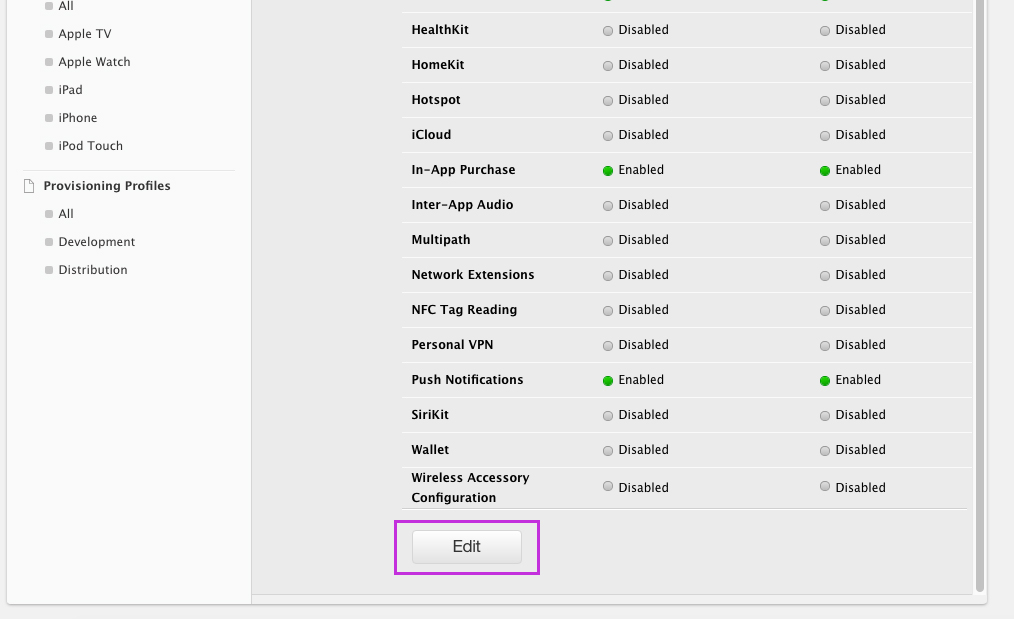 All
Apple TV
Apple Watch
iPad
iPhone
iPod Touch
Provisioning Profiles
All
Development
Distribution
HealthKit Disabled Disabled
HomeKit Disabled Disabled
Hotspot Disabled Disabled
iCloud Disabled Disabled
In-App Purchase Enabled Enabled
Inter-App Audio Disabled Disabled
Multipath Disabled Disabled
Network Extensions Disabled Disabled
NFC Tag Reading Disabled Disabled
Personal VPN Disabled Disabled
Push Notifications Enabled Enabled
SiriKit Disabled Disabled
Wallet Disabled Disabled
Wireless Accessory
Configuration Disabled Disabled
Edit